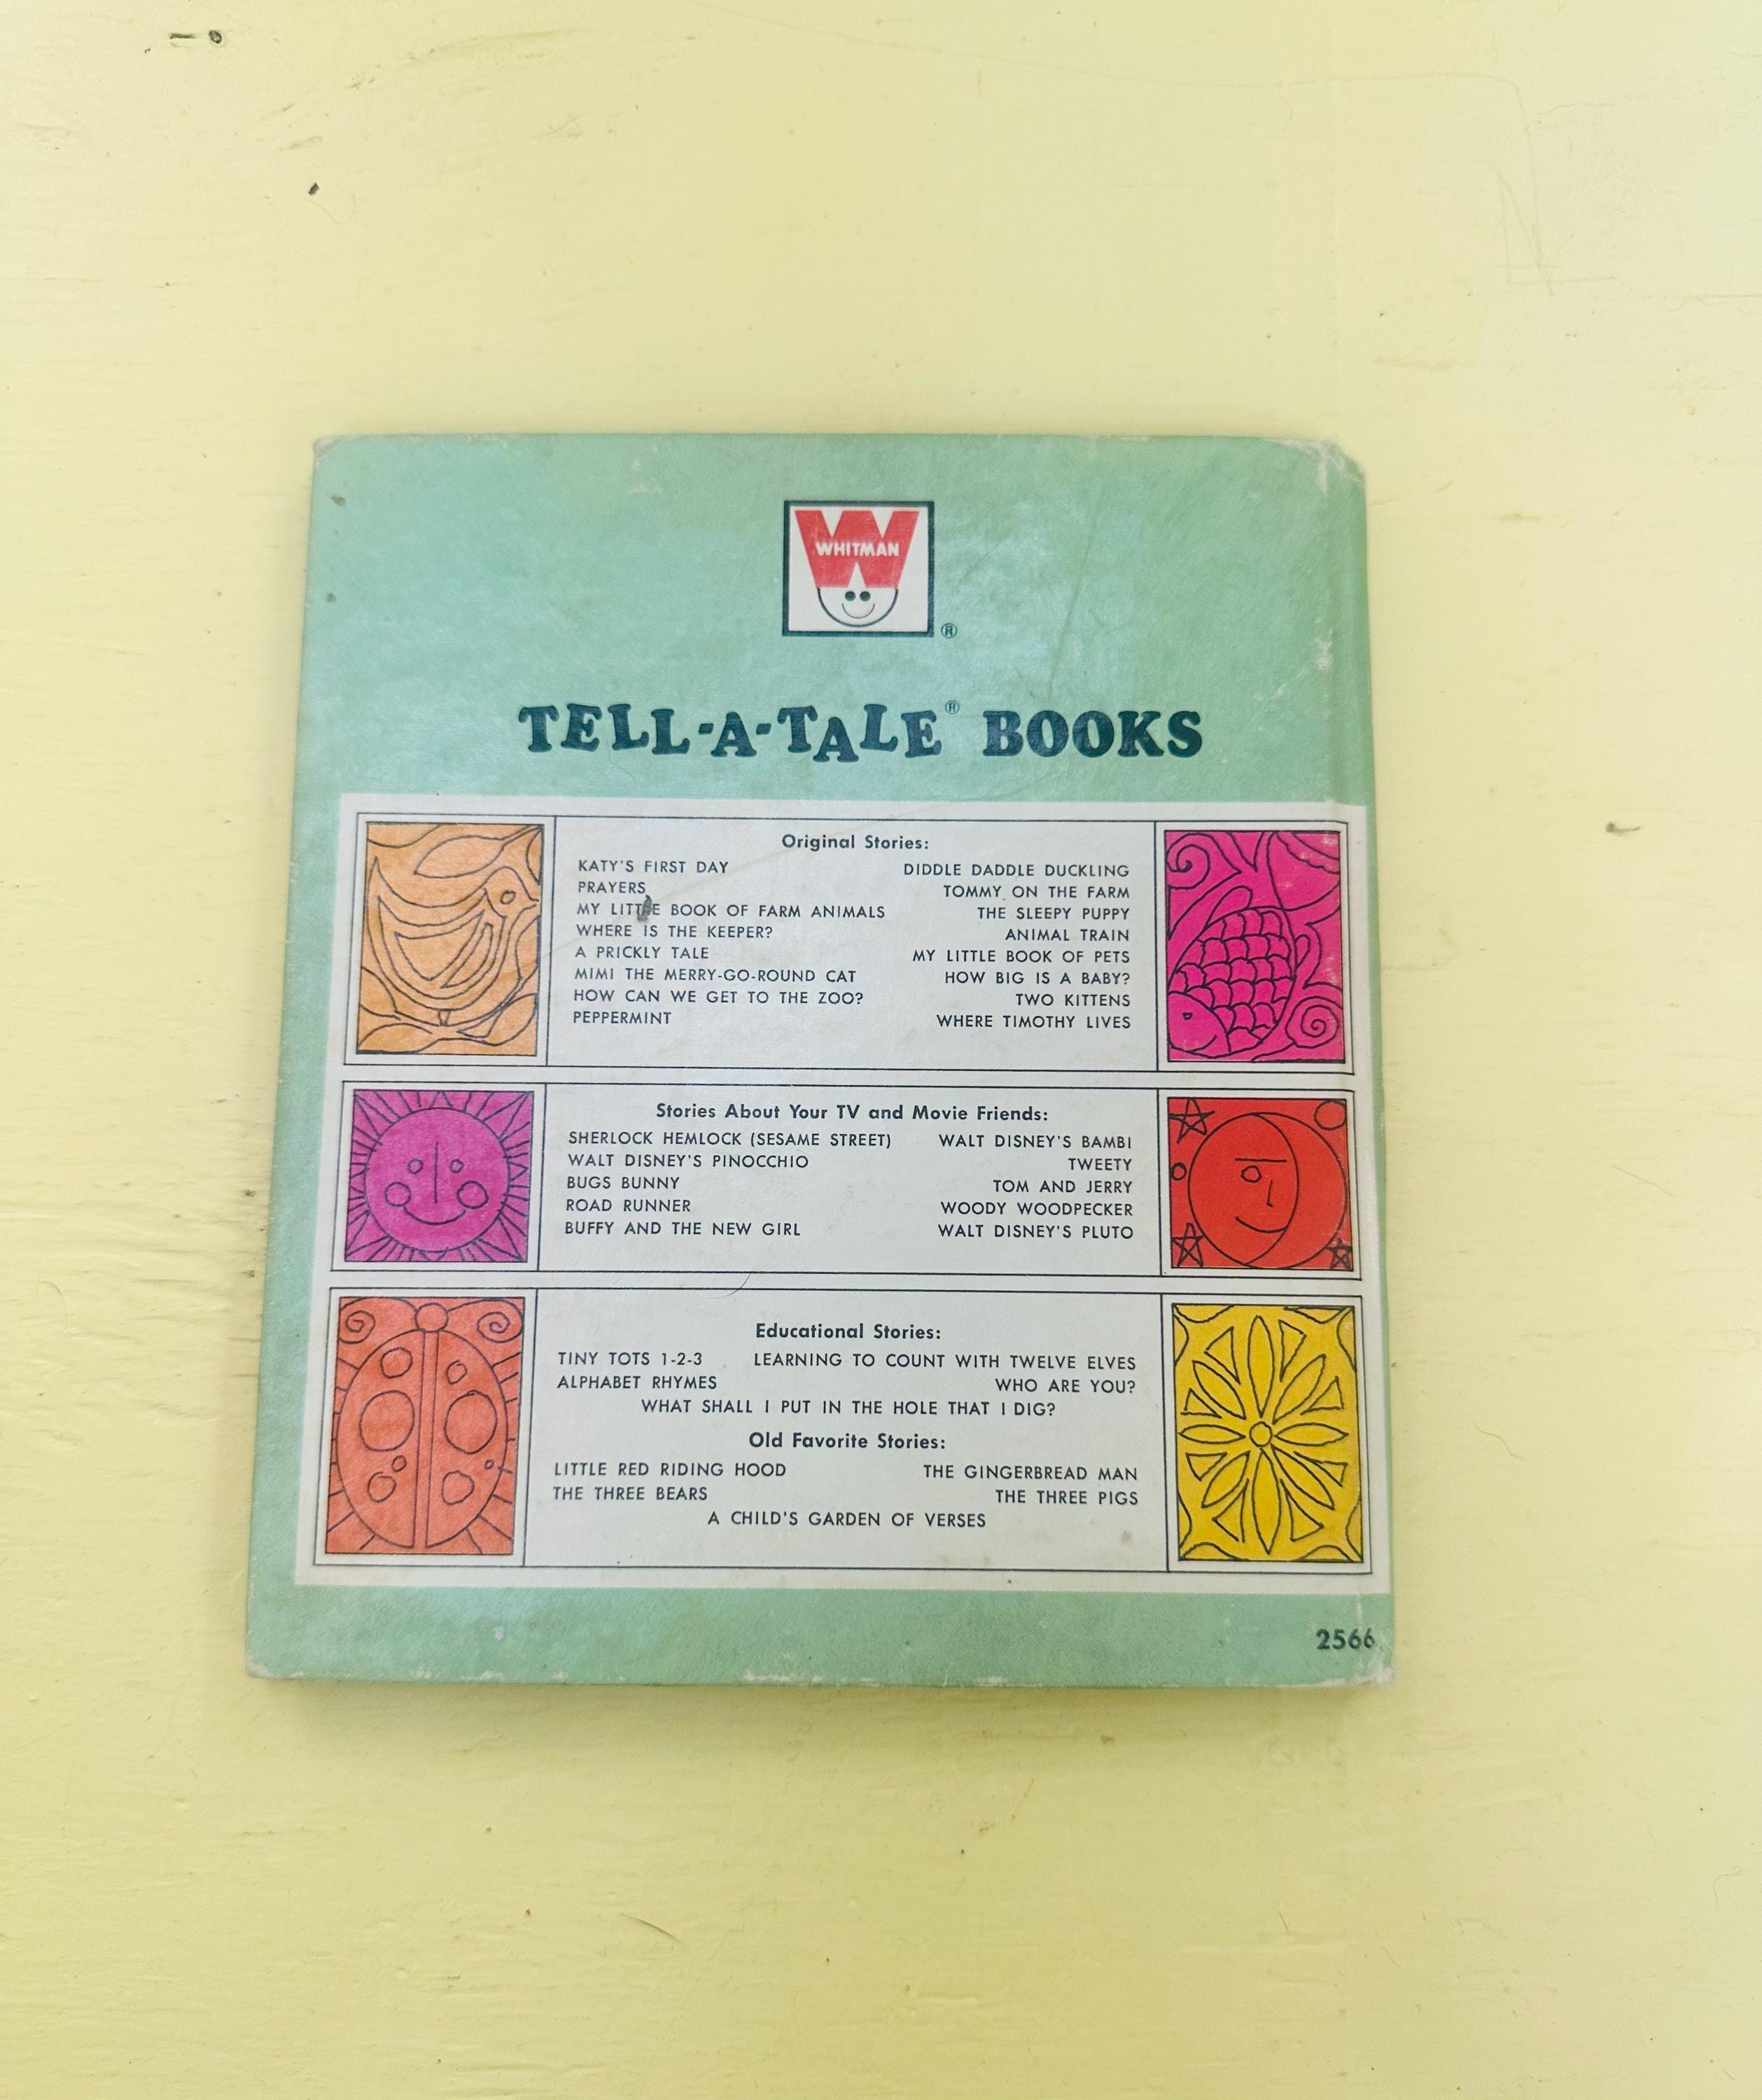 WHITMAN
®
TELL-A-TALE® BOOKS
Original Stories:
KATY'S FIRST DAY
PRAYERS
MY LITTLE BOOK OF FARM ANIMALS
WHERE IS THE KEEPER?
A PRICKLY TALE
MIMI THE MERRY-GO-ROUND CAT
HOW CAN WE GET TO THE ZOO?
PEPPERMINT
DIDDLE DADDLE DUCKLING
TOMMY ON THE FARM
THE SLEEPY PUPPY
ANIMAL TRAIN
MY LITTLE BOOK OF PETS
HOW BIG IS A BABY?
TWO KITTENS
WHERE TIMOTHY LIVES
Stories About Your TV and Movie Friends:
SHERLOCK HEMLOCK (SESAME STREET)
WALT DISNEY'S PINOCCHIO
BUGS BUNNY
ROAD RUNNER
BUFFY AND THE NEW GIRL
WALT DISNEY'S BAMBI
TWEETY
TOM AND JERRY
WOODY WOODPECKER
WALT DISNEY'S PLUTO
Educational Stories:
TINY TOTS 1-2-3
LEARNING TO COUNT WITH TWELVE ELVES
ALPHABET RHYMES
WHO ARE YOU?
WHAT SHALL I PUT IN THE HOLE THAT I DIG?
Old Favorite Stories:
LITTLE RED RIDING HOOD
THE GINGERBREAD MAN
THE THREE BEARS
THE THREE PIGS
A CHILD'S GARDEN OF VERSES
2566